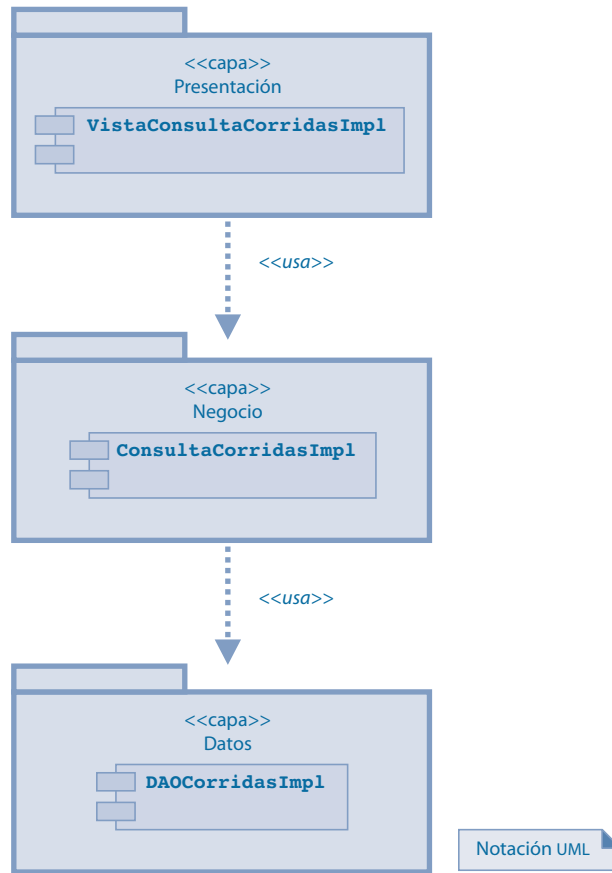 <<capa>>
Presentación
VistaConsultaCorridasImpl
<<usa>>
<<capa>>
Negocio
ConsultaCorridasImpl
<<usa>>
<<capa>>
Datos
DAOCorridasImpl
Notación UML